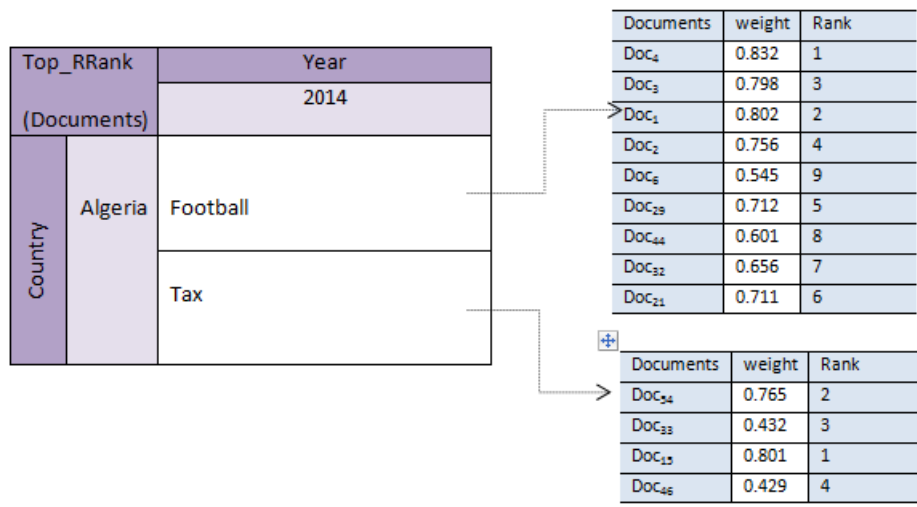 Top_RRank
(Documents)
Year
2014
Country
Algeria
Football
Tax
Documents weight Rank
Doc₄ 0.832 1
Doc₃ 0.798 3
Doc₁ 0.802 2
Doc₂ 0.756 4
Doc₆ 0.545 9
Doc₂₉ 0.712 5
Doc₄₄ 0.601 8
Doc₃₂ 0.656 7
Doc₂₁ 0.711 6
Documents weight Rank
Doc₅₄ 0.765 2
Doc₃₃ 0.432 3
Doc₁₅ 0.801 1
Doc₄₆ 0.429 4